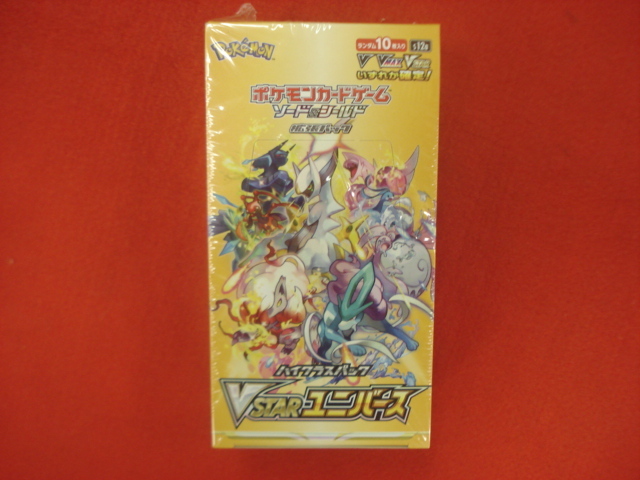 POKÉMON
ランダム10枚入り s12a
V VMAX VSTAR
いずれか確定!
ポケモンカードゲーム
ソード&シールド
ハイクラスパック
VSTARユニバース